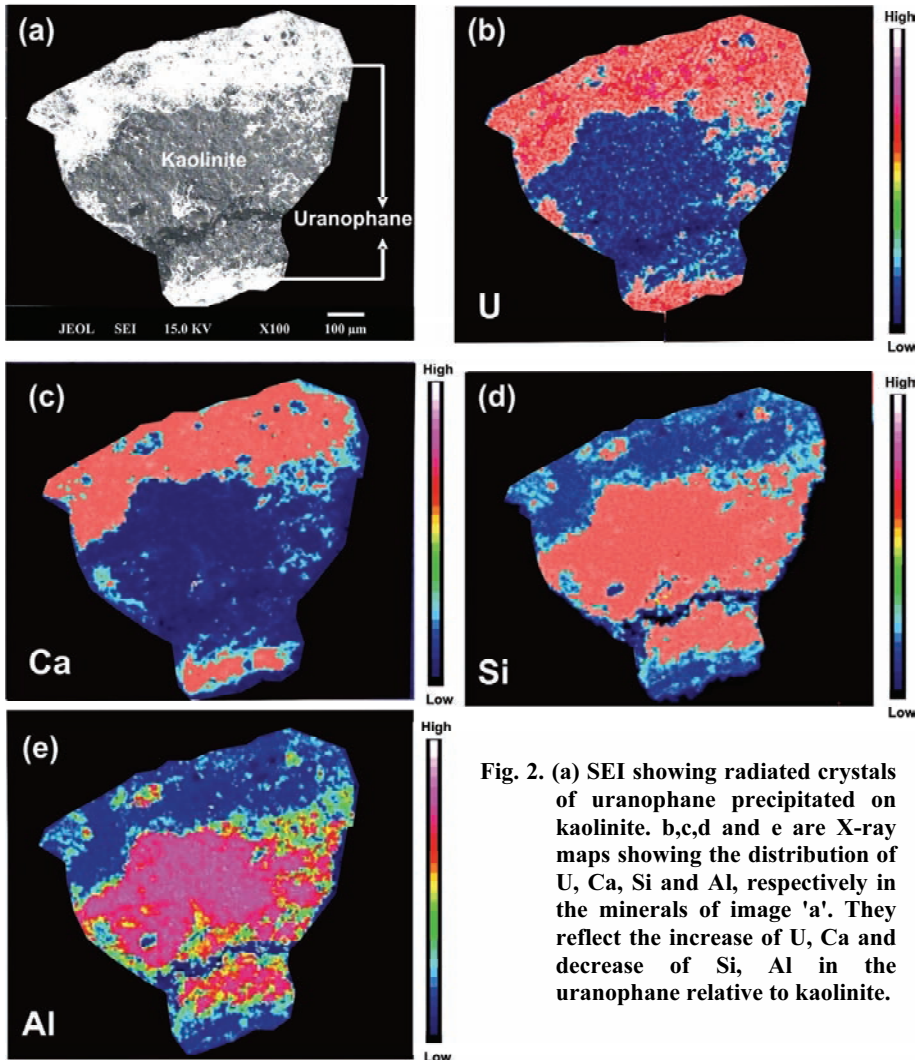 (a)
Kaolinite
Uranophane
JEOL SEI 15.0 KV X100 100 µm
(b)
U
High
Low
(c)
Ca
High
Low
(d)
Si
High
Low
(e)
Al
High
Low
Fig. 2. (a) SEI showing radiated crystals
of uranophane precipitated on
kaolinite. b,c,d and e are X-ray
maps showing the distribution of
U, Ca, Si and Al, respectively in
the minerals of image 'a'. They
reflect the increase of U, Ca and
decrease of Si, Al in the
uranophane relative to kaolinite.